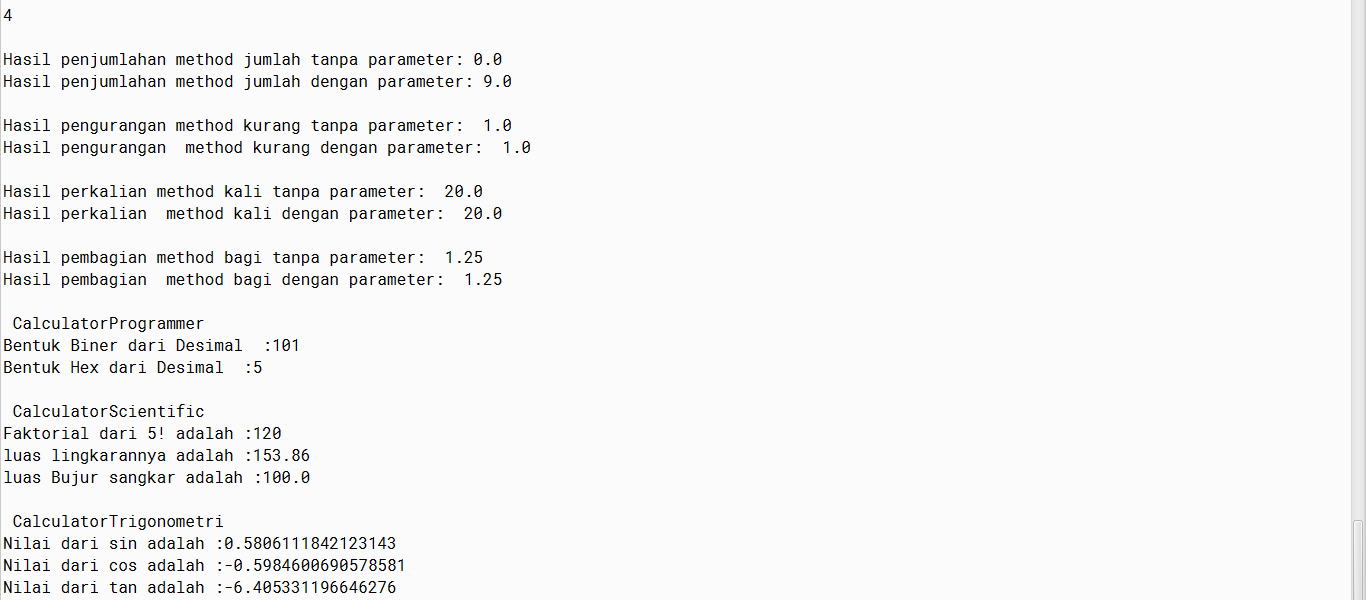 4
Hasil penjumlahan method jumlah tanpa parameter: 0.0
Hasil penjumlahan method jumlah dengan parameter: 9.0
Hasil pengurangan method kurang tanpa parameter:  1.0
Hasil pengurangan  method kurang dengan parameter:  1.0
Hasil perkalian method kali tanpa parameter:  20.0
Hasil perkalian  method kali dengan parameter:  20.0
Hasil pembagian method bagi tanpa parameter:  1.25
Hasil pembagian  method bagi dengan parameter:  1.25
CalculatorProgrammer
Bentuk Biner dari Desimal  :101
Bentuk Hex dari Desimal  :5
CalculatorScientific
Faktorial dari 5! adalah :120
luas lingkarannya adalah :153.86
luas Bujur sangkar adalah :100.0
CalculatorTrigonometri
Nilai dari sin adalah :0.5806111842123143
Nilai dari cos adalah :-0.5984600690578581
Nilai dari tan adalah :-6.405331196646276